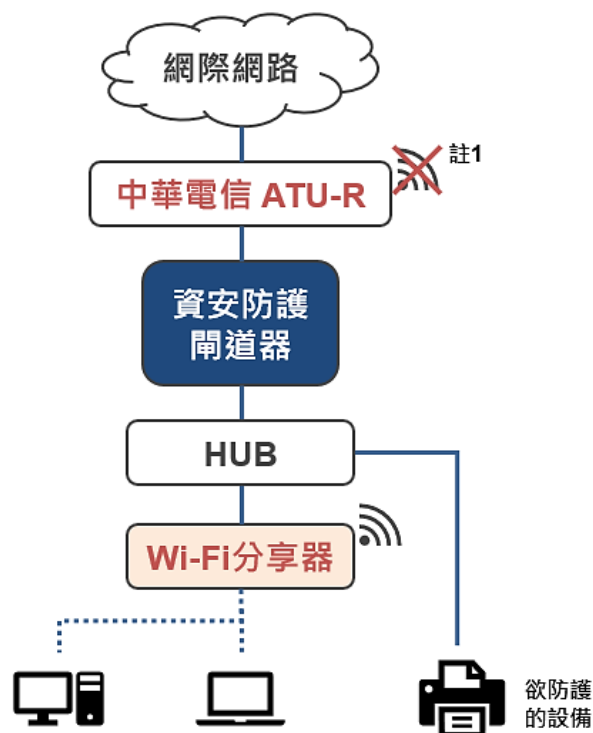 網際網路
註1
中華電信 ATU-R
資安防護
閘道器
HUB
Wi-Fi分享器
欲防護
的設備